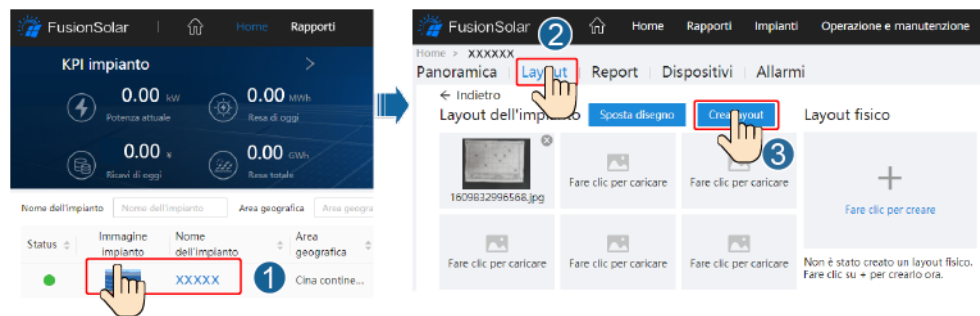 FusionSolar
Home
Rapporti
KPI impianto
0.00 kW
Potenza attuale
0.00 MWh
Resa di oggi
0.00 ¥
Ricavi di oggi
0.00 GWh
Resa totale
Nome dell'impianto
Nome dell'impianto
Area geografica
Area geogra
Status
Immagine impianto
Nome dell'impianto
Area geografica
XXXXX
1
Cina contine...
FusionSolar
2
Home
Rapporti
Impianti
Operazione e manutenzione
Home > XXXXXX
Panoramica
Layout
Report
Dispositivi
Allarmi
← Indietro
Layout dell'impianto
Sposta disegno
Crea layout
Layout fisico
3
1609832996568.jpg
Fare clic per caricare
Fare clic per caricare
Fare clic per creare
Fare clic per caricare
Fare clic per caricare
Fare clic per caricare
Non è stato creato un layout fisico.
Fare clic su + per crearlo ora.